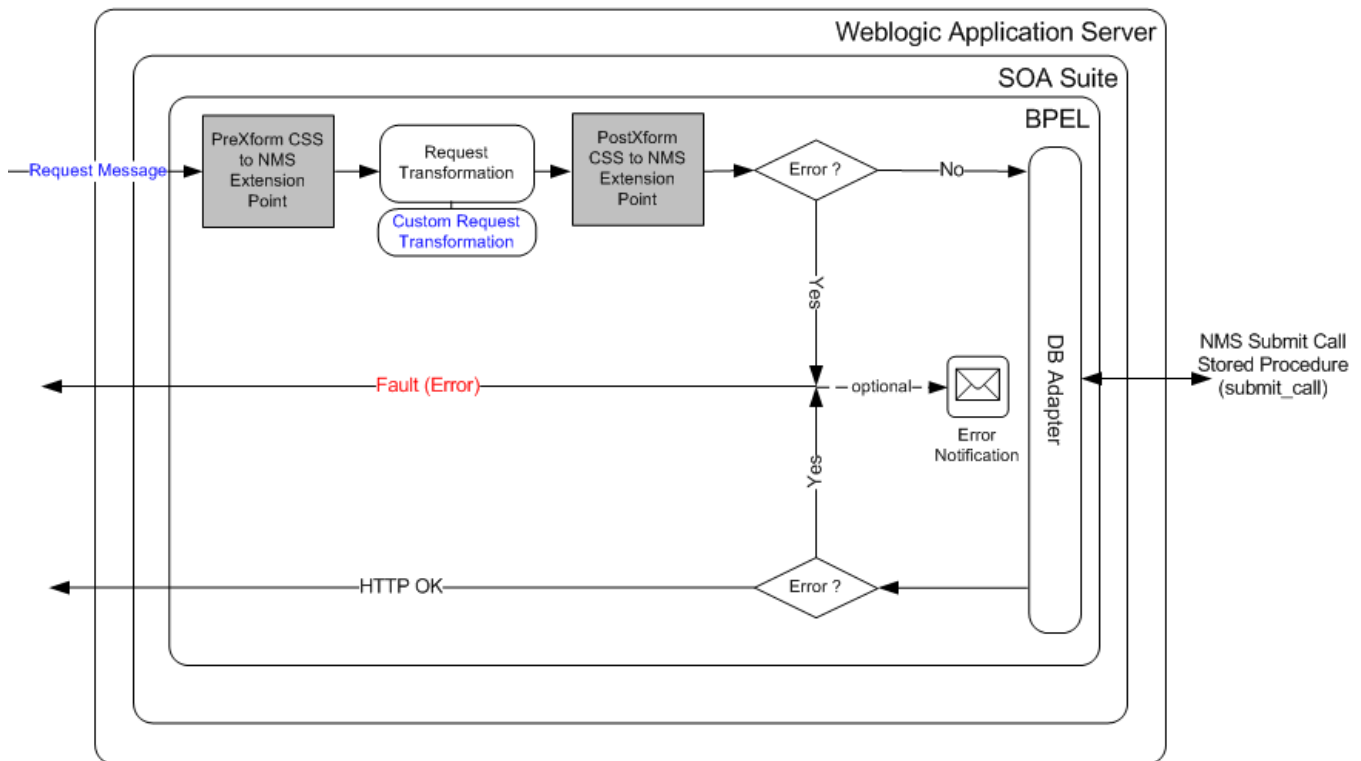 Weblogic Application Server
SOA Suite
BPEL
Request Message
PreXform CSS
to NMS
Extension
Point
Request
Transformation
Custom Request
Transformation
PostXform
CSS to NMS
Extension
Point
Error ?
No
Yes
Fault (Error)
optional
Error
Notification
DB Adapter
NMS Submit Call
Stored Procedure
(submit_call)
Yes
HTTP OK
Error ?